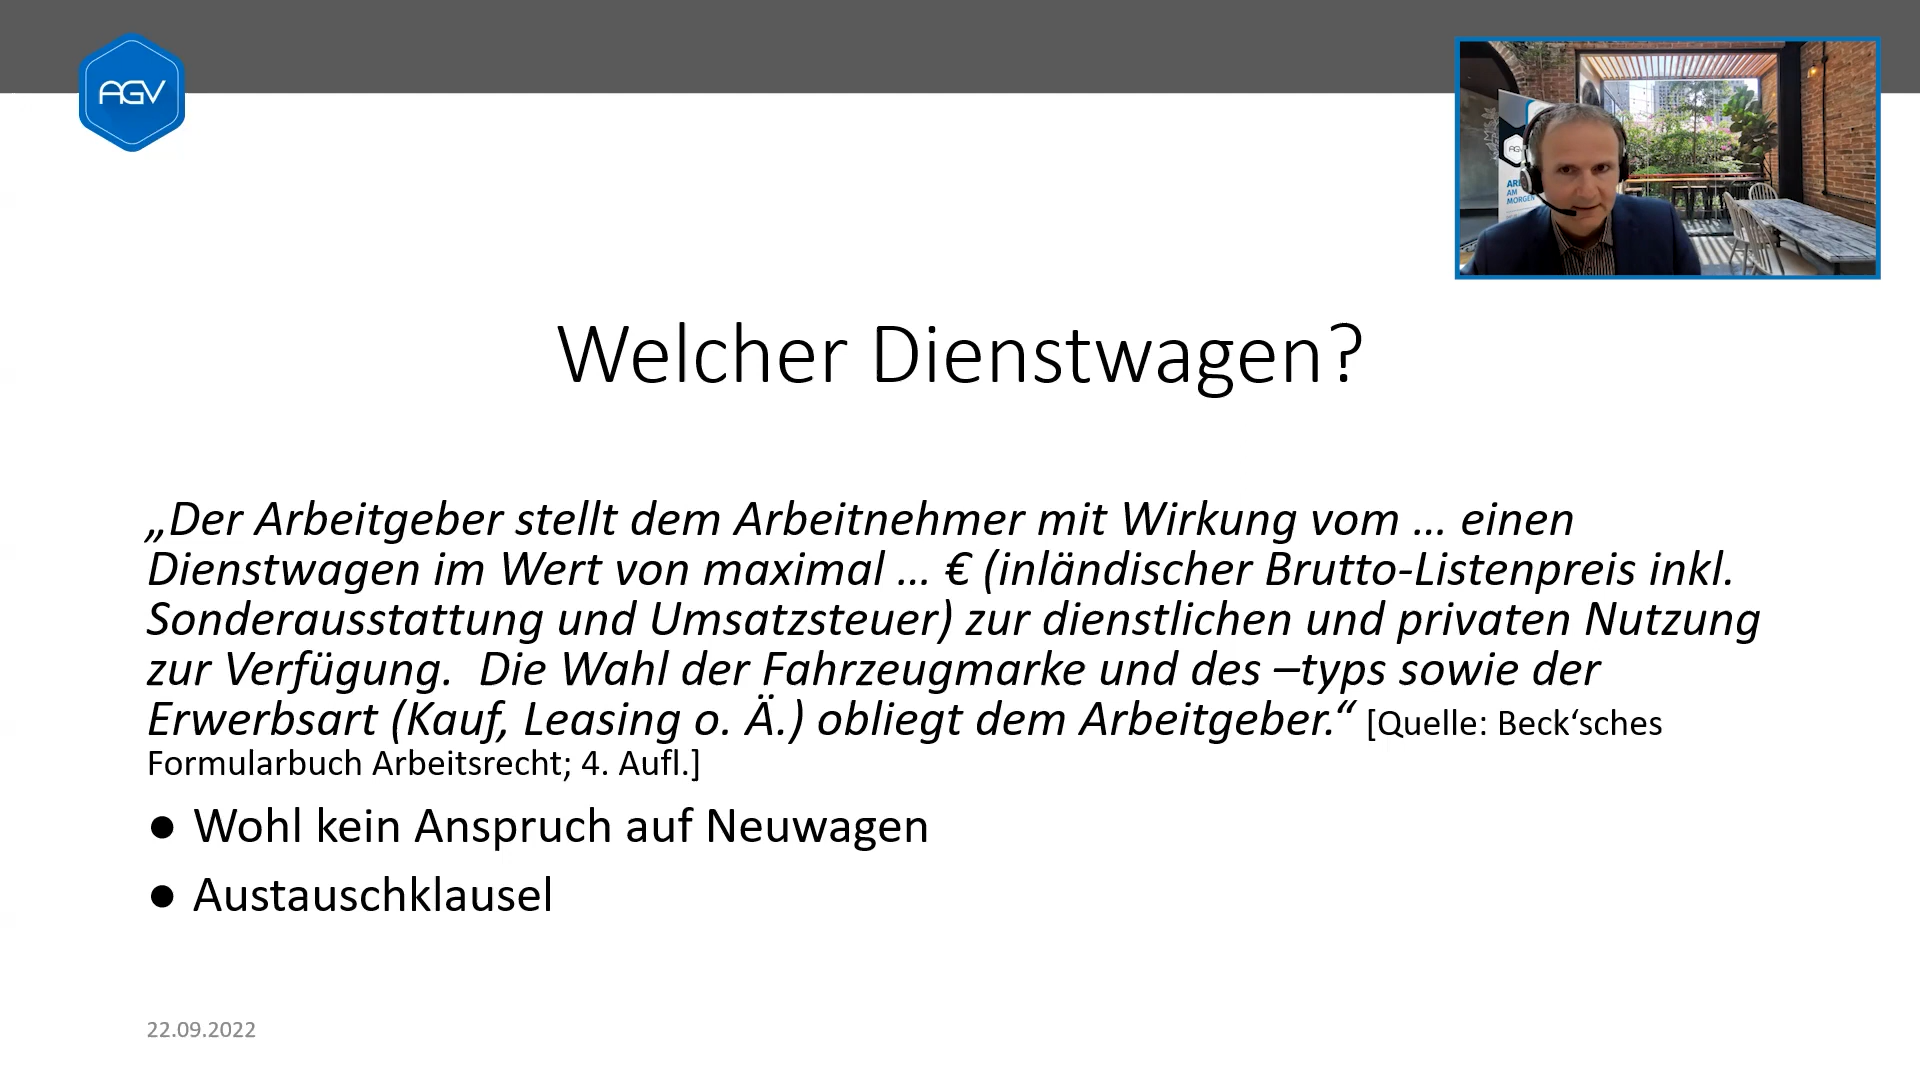 AGV
AGV
AM
MORGEN
Welcher Dienstwagen?
„Der Arbeitgeber stellt dem Arbeitnehmer mit Wirkung vom … einen
Dienstwagen im Wert von maximal … € (inländischer Brutto-Listenpreis inkl.
Sonderausstattung und Umsatzsteuer) zur dienstlichen und privaten Nutzung
zur Verfügung.  Die Wahl der Fahrzeugmarke und des –typs sowie der
Erwerbsart (Kauf, Leasing o. Ä.) obliegt dem Arbeitgeber.“ [Quelle: Beck‘sches
Formularbuch Arbeitsrecht; 4. Aufl.]
● Wohl kein Anspruch auf Neuwagen
● Austauschklausel
22.09.2022